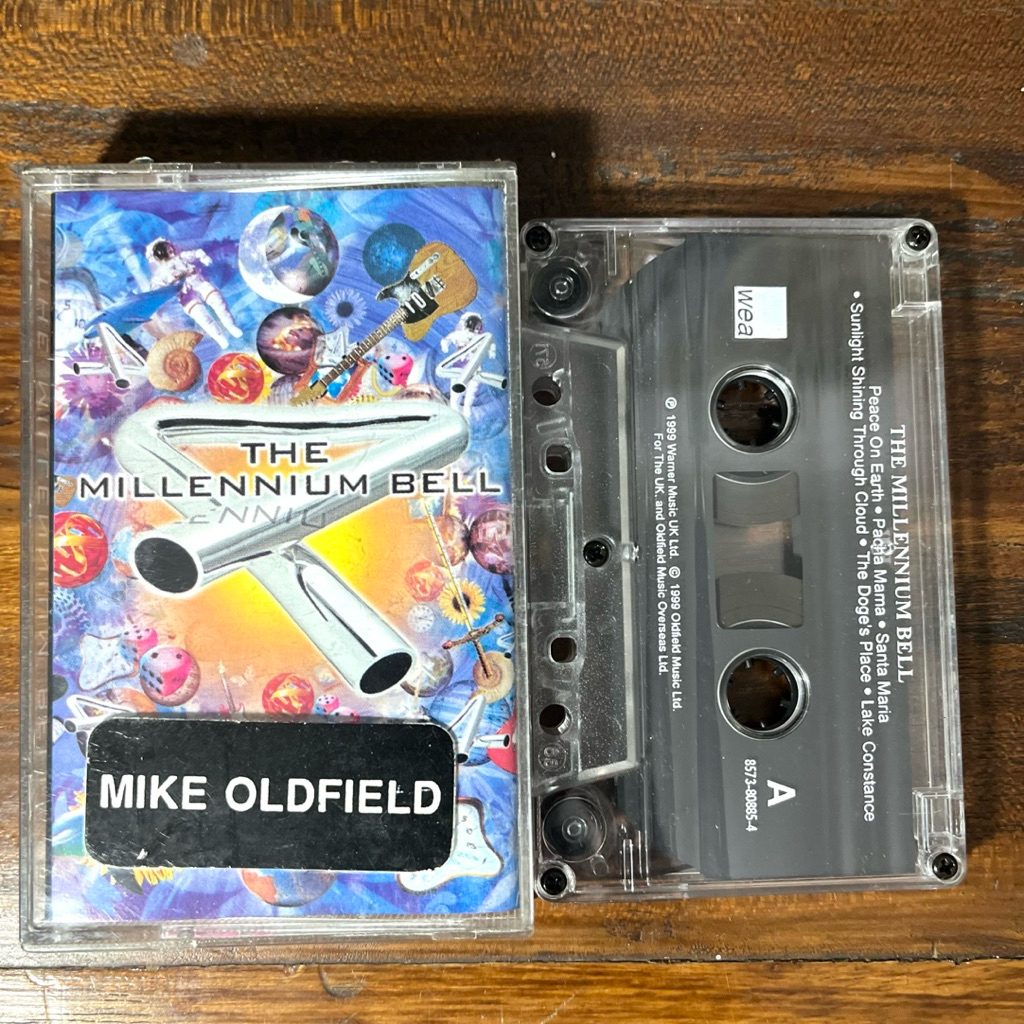 THE
MILLENNIUM BELL
MIKE OLDFIELD
THE MILLENNIUM BELL
Peace On Earth • Pacha Mama • Santa Maria
• Sunlight Shining Through Cloud • The Doge's Place • Lake Constance
wea
A
8573-80885-4
℗ 1999 Warner Music UK Ltd. © 1999 Oldfield Music Ltd.
For The UK. and Oldfield Music Overseas Ltd.